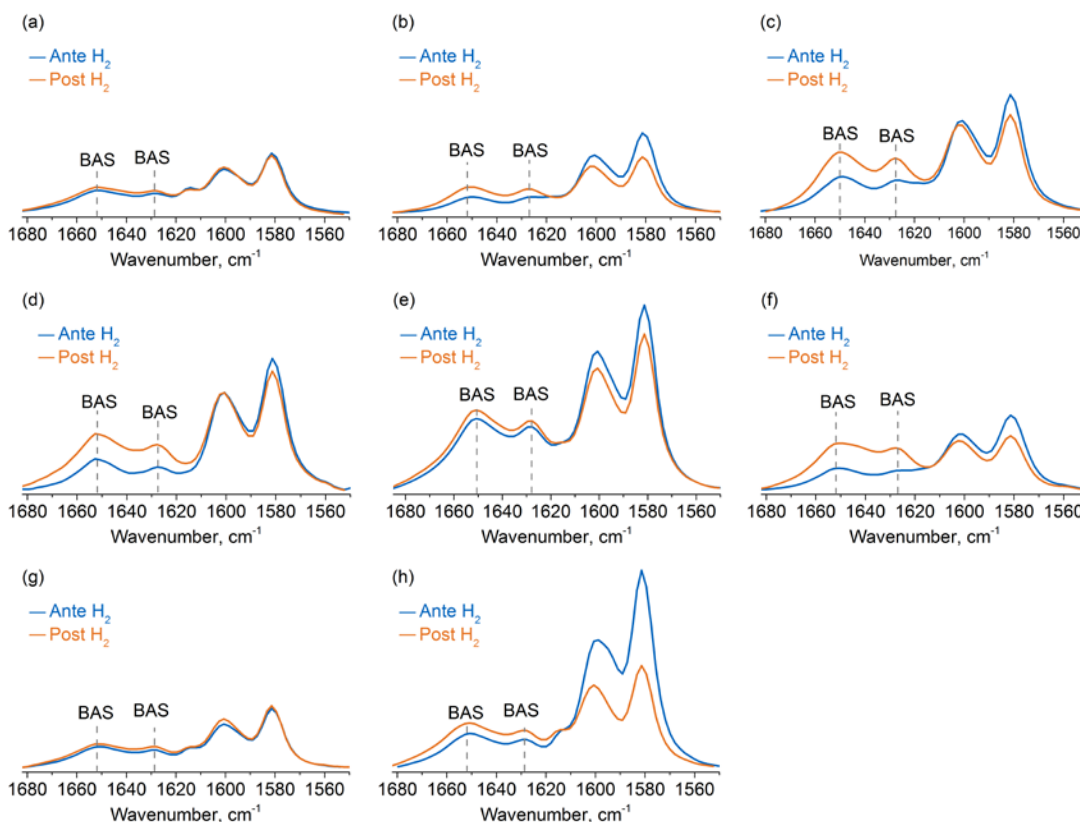 (a)
— Ante H₂
— Post H₂
BAS BAS
1680 1660 1640 1620 1600 1580 1560
Wavenumber, cm⁻¹
(b)
— Ante H₂
— Post H₂
BAS BAS
1680 1660 1640 1620 1600 1580 1560
Wavenumber, cm⁻¹
(c)
— Ante H₂
— Post H₂
BAS BAS
1680 1660 1640 1620 1600 1580 1560
Wavenumber, cm⁻¹
(d)
— Ante H₂
— Post H₂
BAS BAS
1680 1660 1640 1620 1600 1580 1560
Wavenumber, cm⁻¹
(e)
— Ante H₂
— Post H₂
BAS BAS
1680 1660 1640 1620 1600 1580 1560
Wavenumber, cm⁻¹
(f)
— Ante H₂
— Post H₂
BAS BAS
1680 1660 1640 1620 1600 1580 1560
Wavenumber, cm⁻¹
(g)
— Ante H₂
— Post H₂
BAS BAS
1680 1660 1640 1620 1600 1580 1560
Wavenumber, cm⁻¹
(h)
— Ante H₂
— Post H₂
BAS BAS
1680 1660 1640 1620 1600 1580 1560
Wavenumber, cm⁻¹